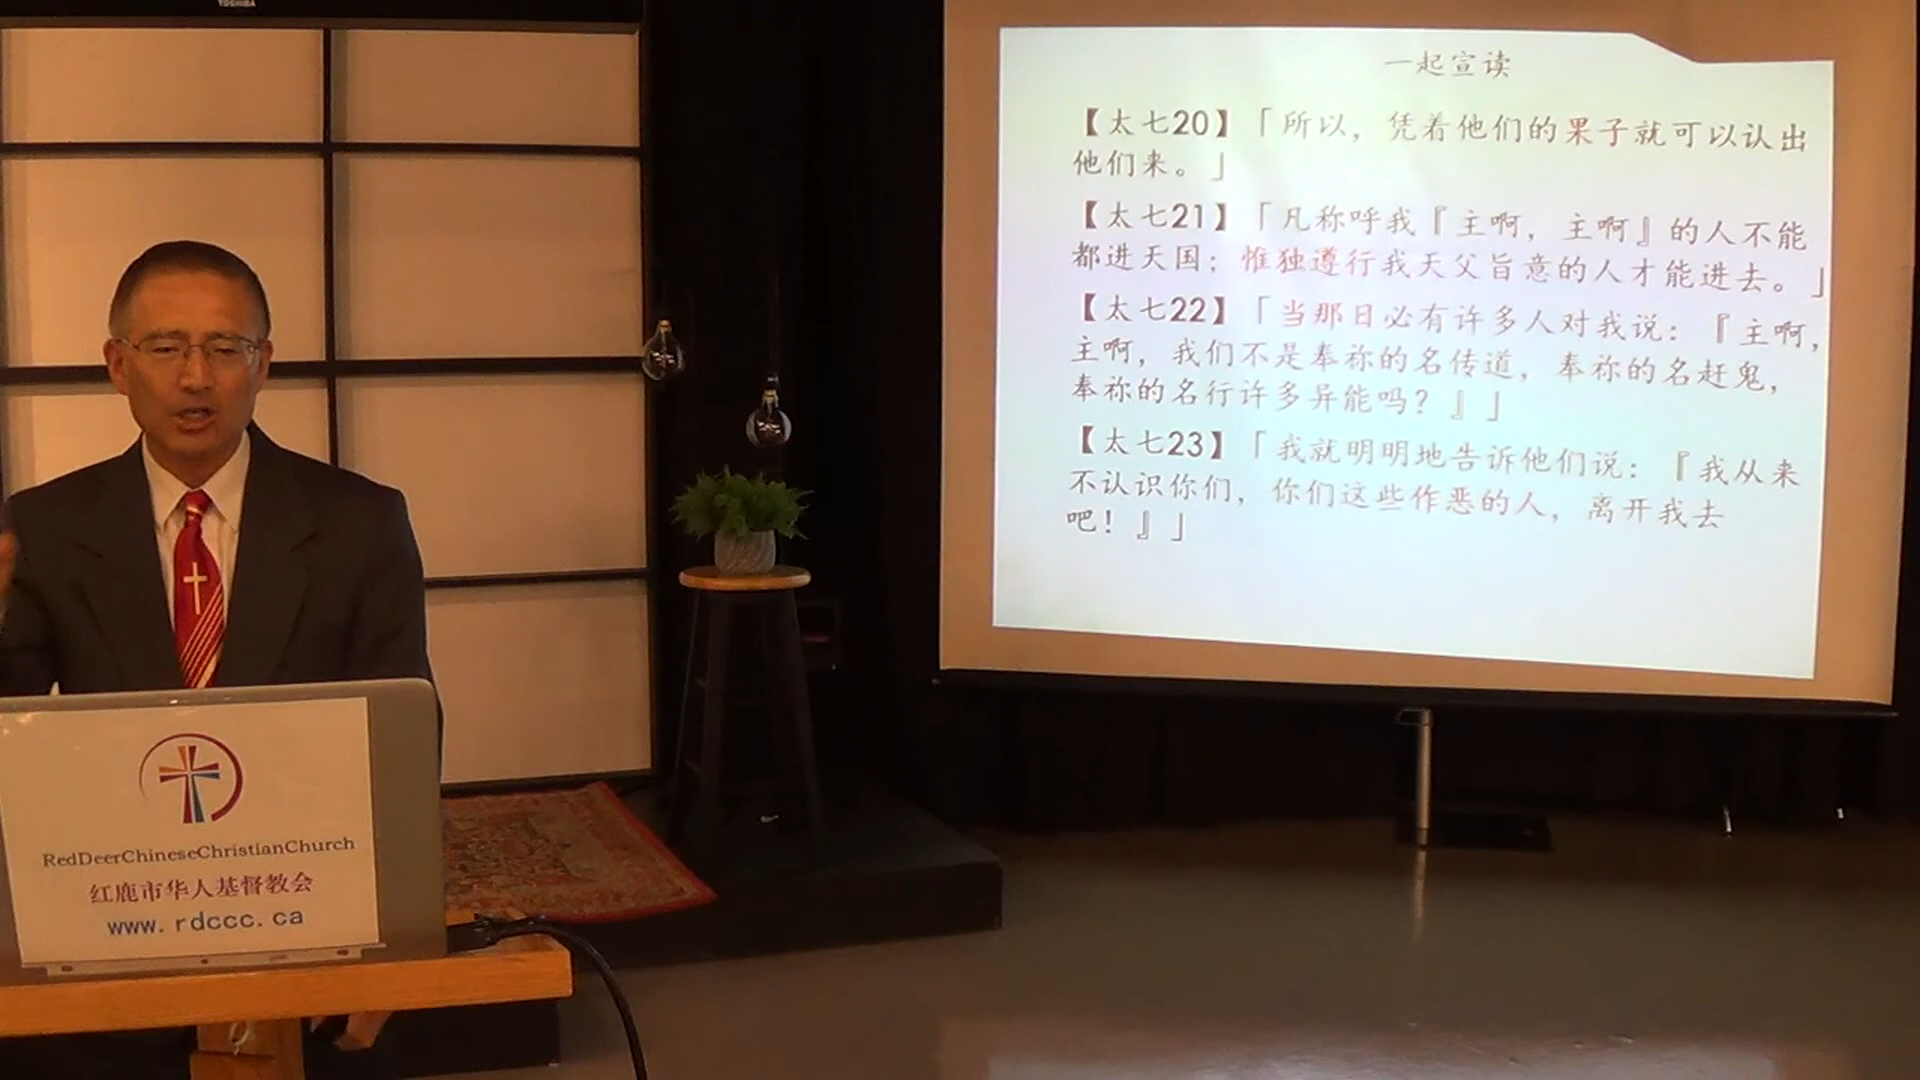 TOSHIBA
一起宣读
【太七20】「所以，凭着他们的果子就可以认出
他们来。」
【太七21】「凡称呼我『主啊，主啊』的人不能
都进天国；惟独遵行我天父旨意的人才能进去。」
【太七22】「当那日必有许多人对我说：『主啊，
主啊，我们不是奉祢的名传道，奉祢的名赶鬼，
奉祢的名行许多异能吗？』」
【太七23】「我就明明地告诉他们说：『我从来
不认识你们，你们这些作恶的人，离开我去
吧！』」
RedDeerChineseChristianChurch
红鹿市华人基督教会
www.rdccc.ca